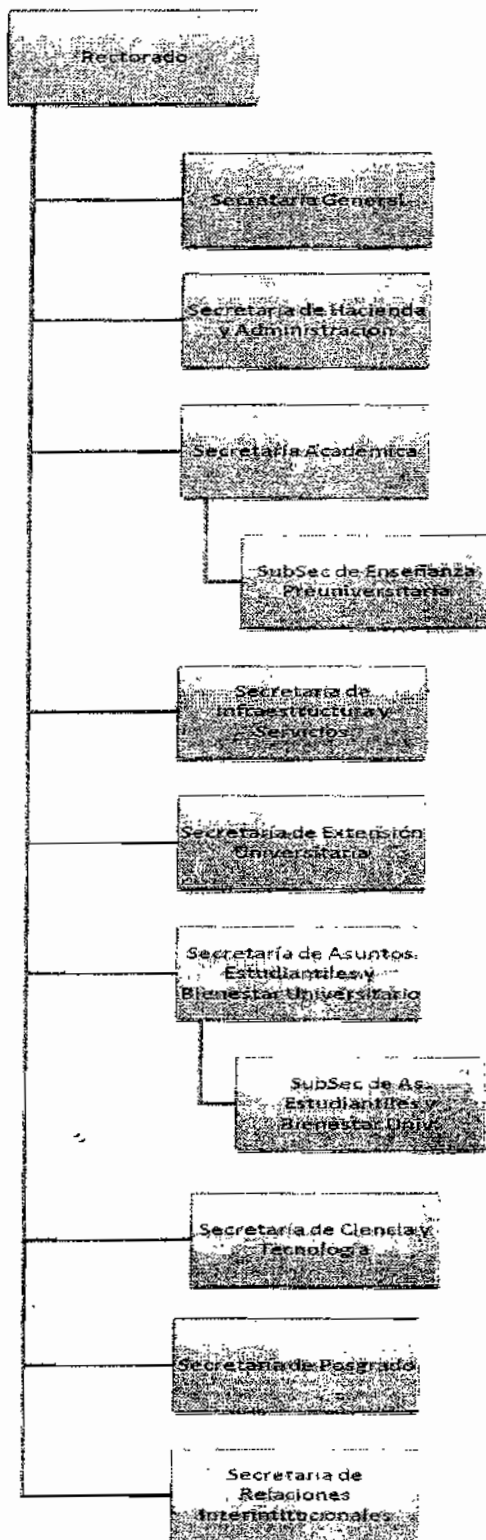 Rectorado
Secretaría General
Secretaría de Hacienda
y Administración
Secretaría Académica
SubSec de Enseñanza
Preuniversitaria
Secretaría de
Infraestructura y
Servicios
Secretaría de Extensión
Universitaria
Secretaría de Asuntos
Estudiantiles y
Bienestar Universitario
SubSec de As.
Estudiantiles y
Bienestar Univ.
Secretaría de Ciencia y
Tecnología
Secretaría de Posgrado
Secretaría de
Relaciones
Interintitucionales